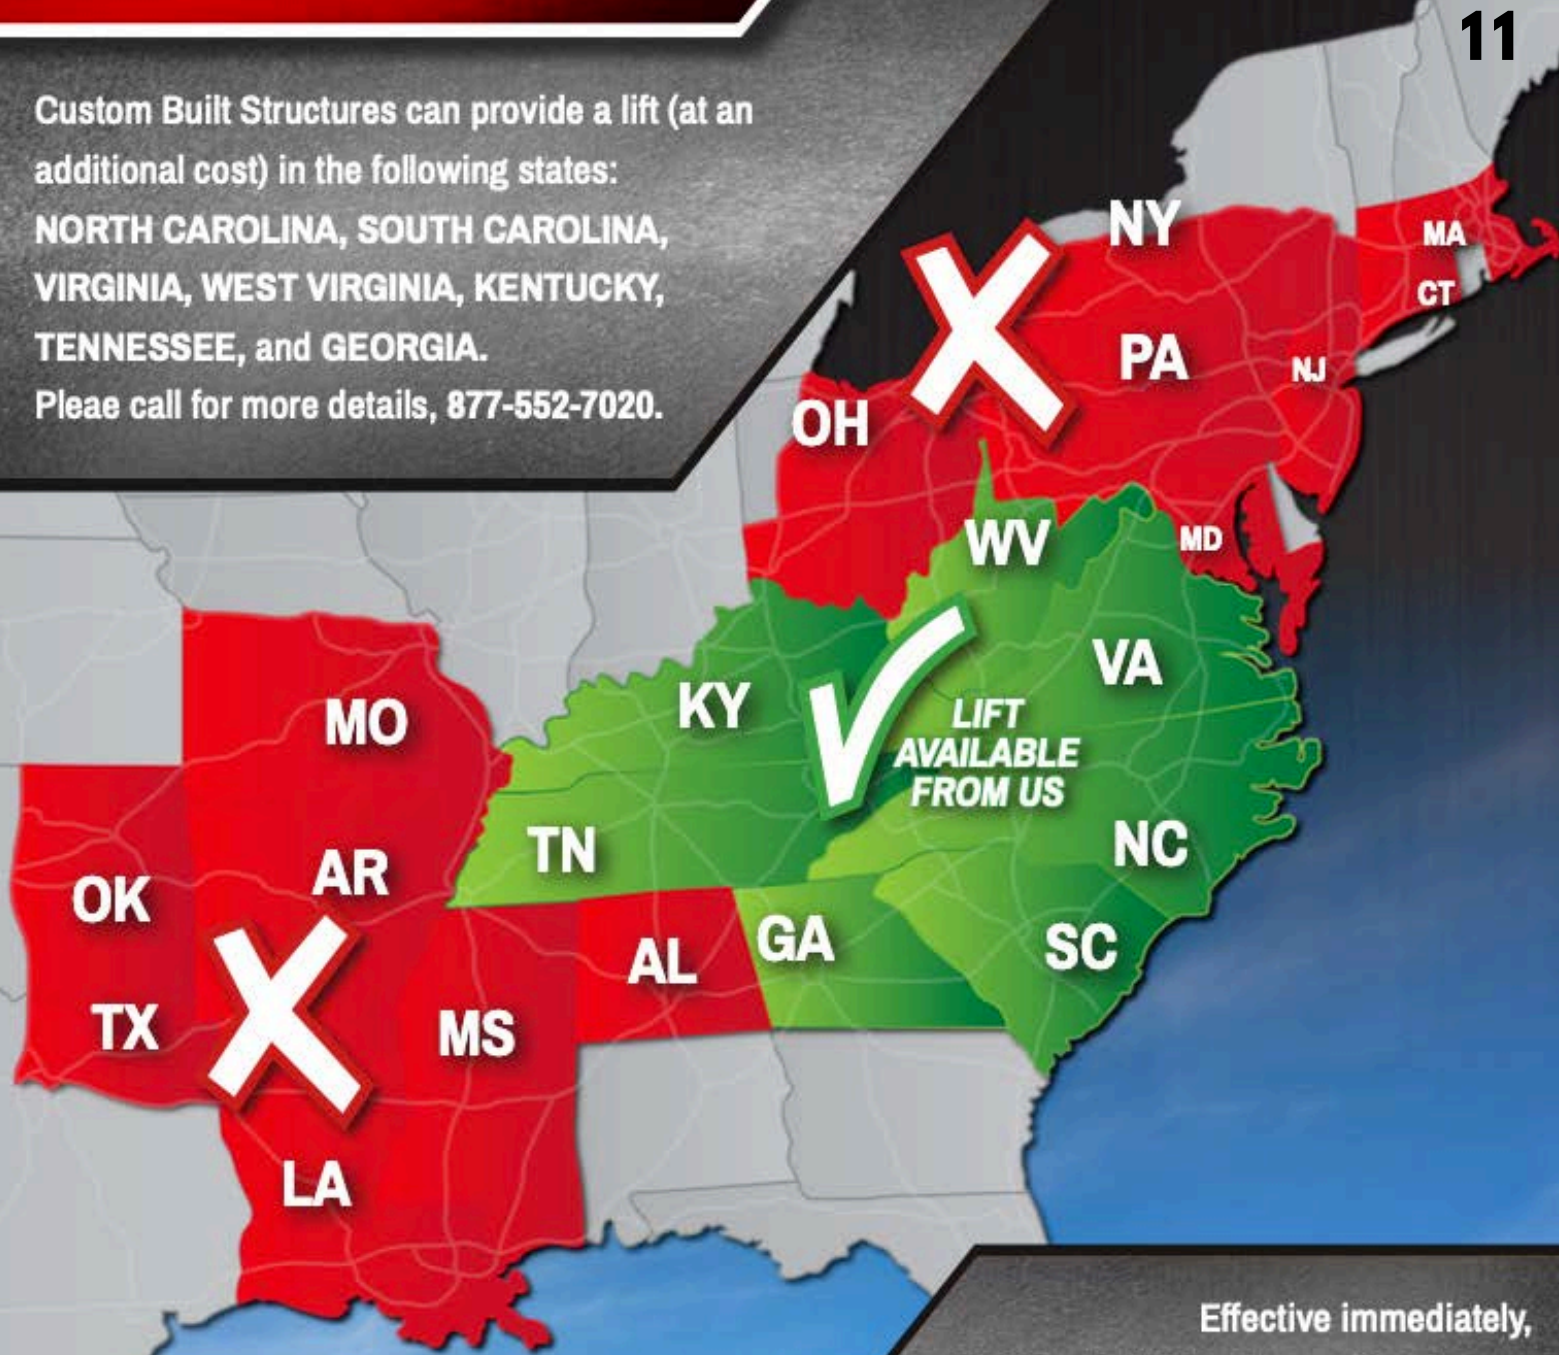 11
Custom Built Structures can provide a lift (at an
additional cost) in the following states:
NORTH CAROLINA, SOUTH CAROLINA,
VIRGINIA, WEST VIRGINIA, KENTUCKY,
TENNESSEE, and GEORGIA.
Pleae call for more details, 877-552-7020.
NY
MA
CT
PA
NJ
OH
WV
MD
VA
KY
MO
LIFT
AVAILABLE
FROM US
TN
NC
AR
OK
GA
SC
AL
TX
MS
LA
Effective immediately,